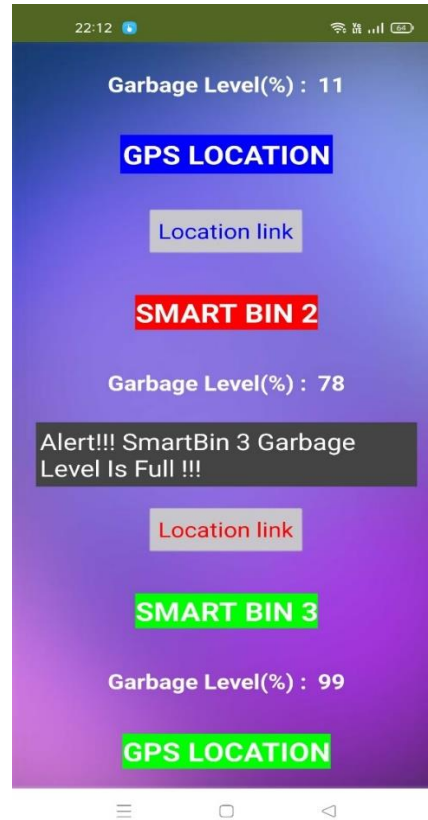 22:12
64
Garbage Level(%) : 11
GPS LOCATION
Location link
SMART BIN 2
Garbage Level(%) : 78
Alert!!! SmartBin 3 Garbage
Level Is Full !!!
Location link
SMART BIN 3
Garbage Level(%) : 99
GPS LOCATION